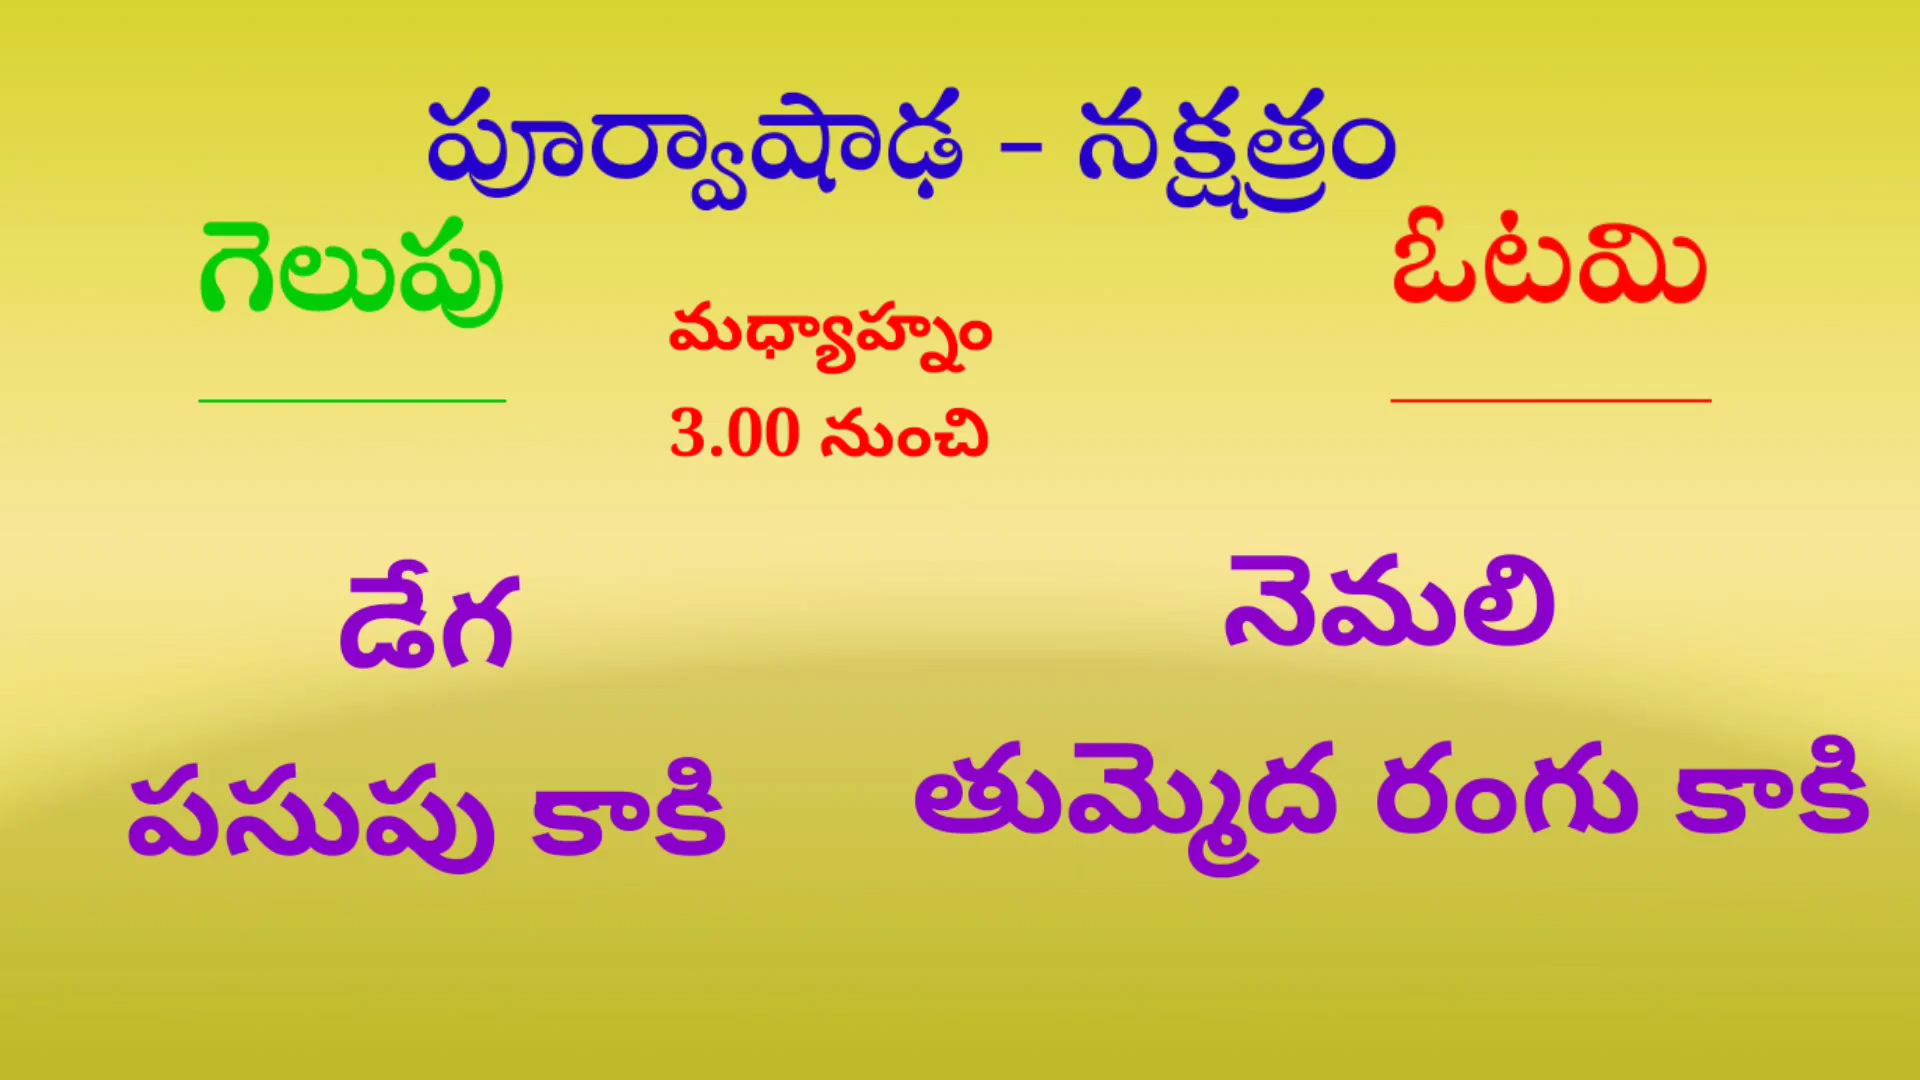 పూర్వాషాఢ - నక్షత్రం
గెలుపు
ఓటమి
మధ్యాహ్నం
3.00 నుంచి
డేగ
నెమలి
పసుపు కాకి
తుమ్మెద రంగు కాకి